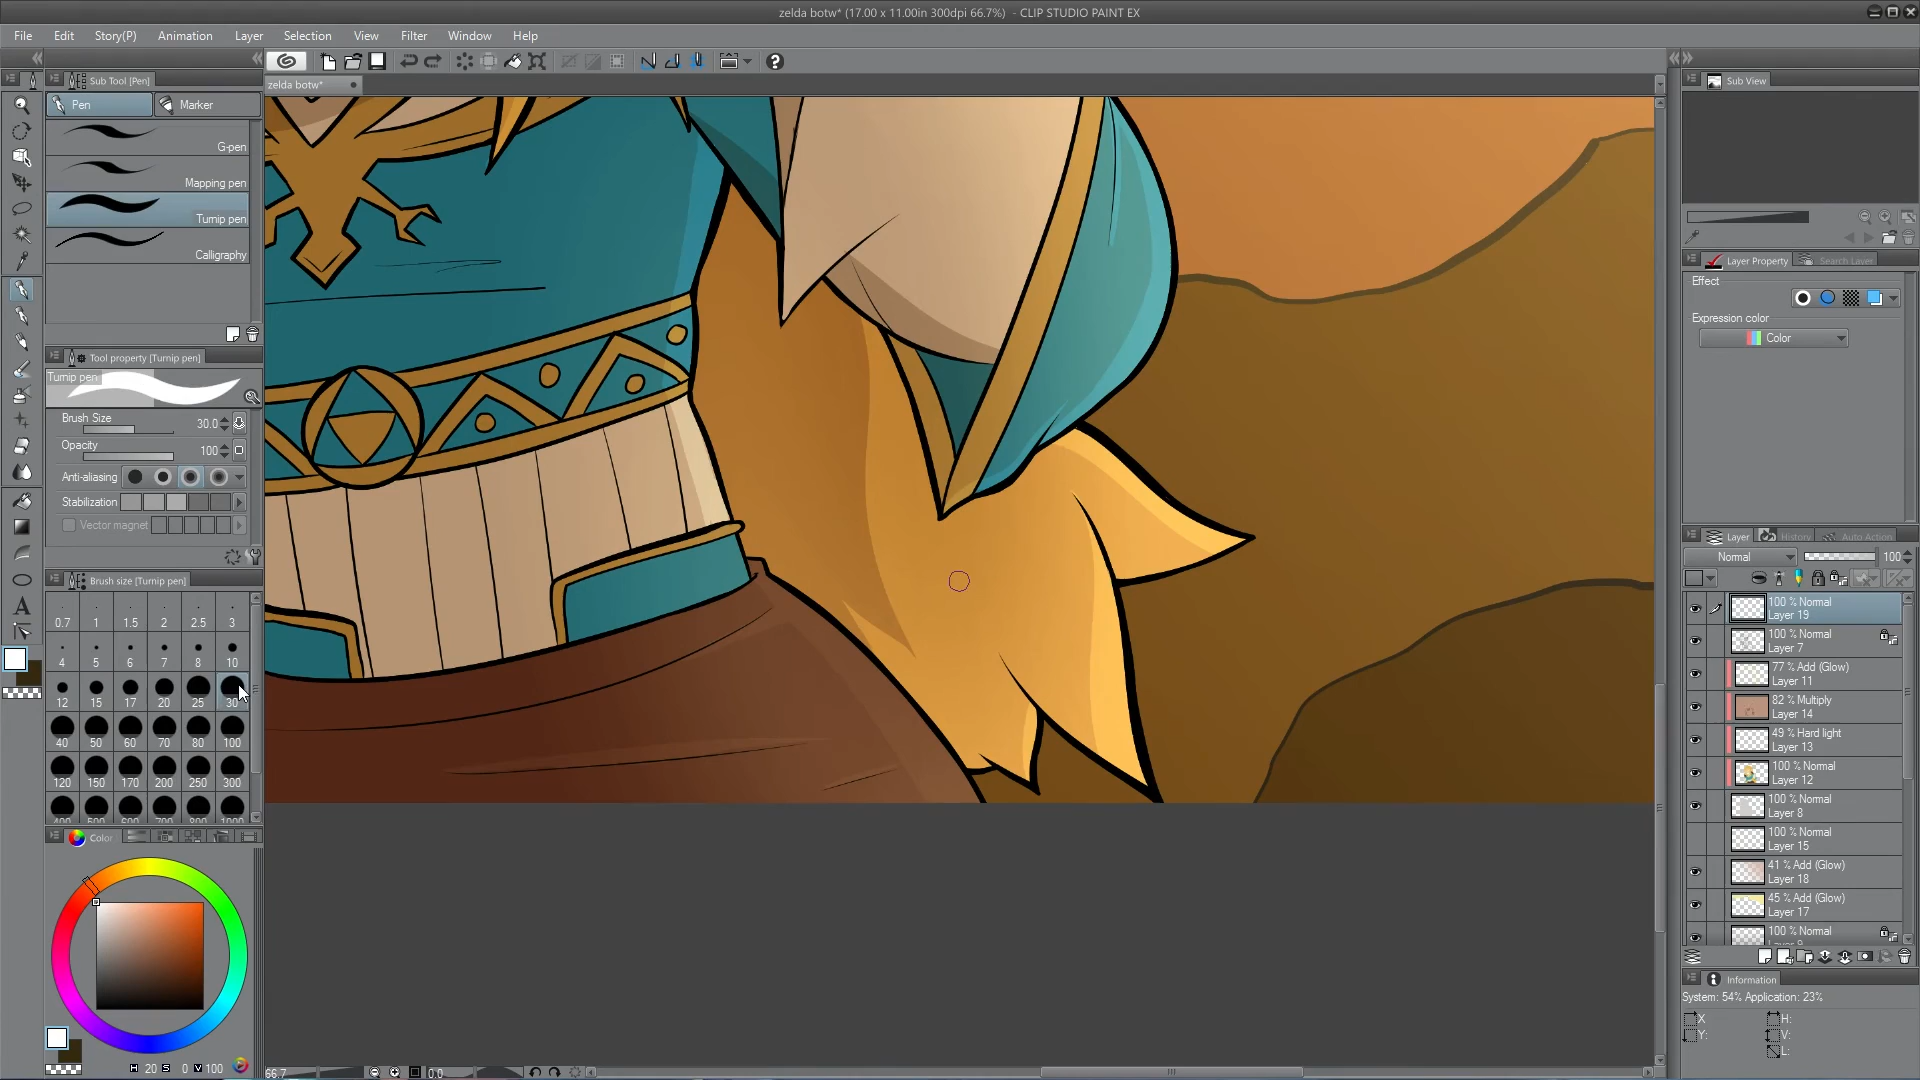 zelda botw* (17.00 x 11.00in 300dpi 66.7%)  - CLIP STUDIO PAINT EX
File Edit Story(P) Animation Layer Selection View Filter Window Help
Sub Tool [Pen]
Pen Marker
G-pen
Mapping pen
Turnip pen
Calligraphy
Tool property [Turnip pen]
Turnip pen
Brush Size 30.0
Opacity 100
Anti-aliasing
Stabilization
Vector magnet
Brush size [Turnip pen]
0.7 1 1.5 2 2.5 3
4 5 6 7 8 10
12 15 17 20 25 30
40 50 60 70 80 100
120 150 170 200 250 300
400 500 600 700 800 1000
Color
H 20 S 0 V 100
zelda botw*
66.7 0.0
Sub View
Layer Property Search Layer
Effect
Expression color
Color
Layer History Auto Action
Normal 100
100 % Normal
Layer 19
100 % Normal
Layer 7
77 % Add (Glow)
Layer 11
82 % Multiply
Layer 14
49 % Hard light
Layer 13
100 % Normal
Layer 12
100 % Normal
Layer 8
100 % Normal
Layer 15
41 % Add (Glow)
Layer 18
45 % Add (Glow)
Layer 17
100 % Normal
Layer 9
Information
System: 54% Application: 23%
X H:
Y: V:
L: